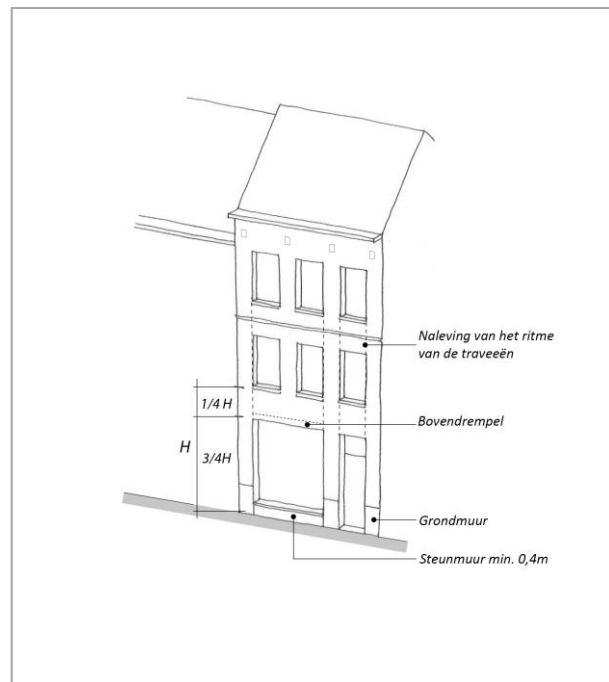 Naleving van het ritme
van de traveeën
1/4 H
Bovendrempel
H
3/4H
Grondmuur
Steunmuur min. 0,4m